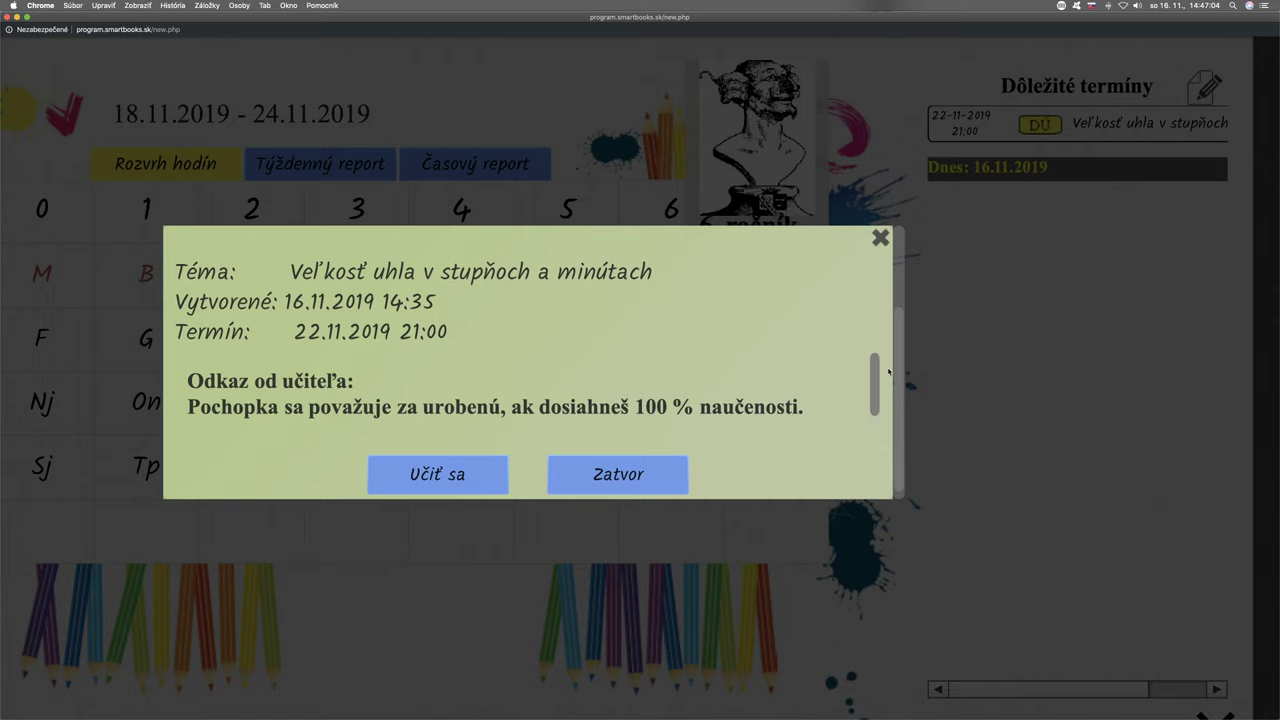 Chrome Súbor Upraviť Zobraziť História Záložky Osoby Tab Okno Pomocník
so 16. 11., 14:47:04
program.smartbooks.sk/new.php
Nezabezpečené program.smartbooks.sk/new.php
18.11.2019 - 24.11.2019
Rozvrh hodín Týždenný report Časový report
0 1 2 3 4 5 6
6. ročník
M B
F G
Nj On
Sj Tp
Téma: Veľkosť uhla v stupňoch a minútach
Vytvorené: 16.11.2019 14:35
Termín: 22.11.2019 21:00
Odkaz od učiteľa:
Pochopka sa považuje za urobenú, ak dosiahneš 100 % naučenosti.
Učiť sa Zatvor
Dôležité termíny
22-11-2019
21:00
DÚ Veľkosť uhla v stupňoch
Dnes: 16.11.2019